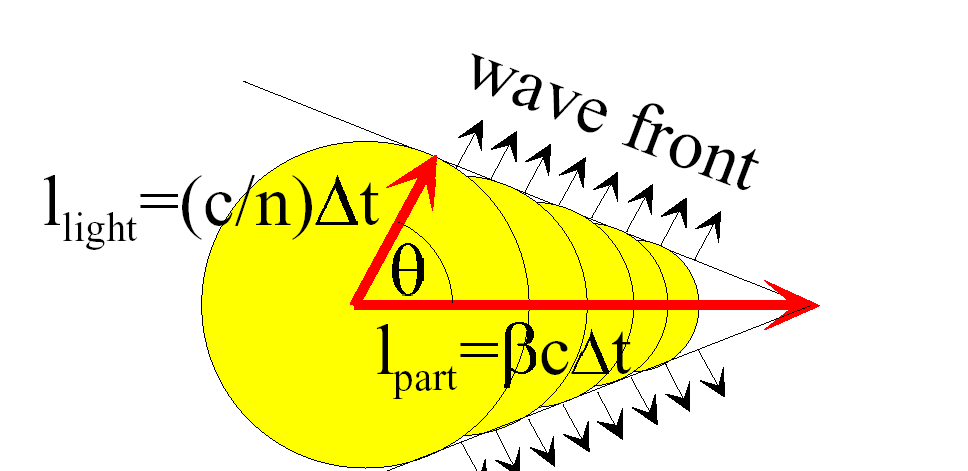 wave front
l_light=(c/n)Δt
θ
l_part=βcΔt